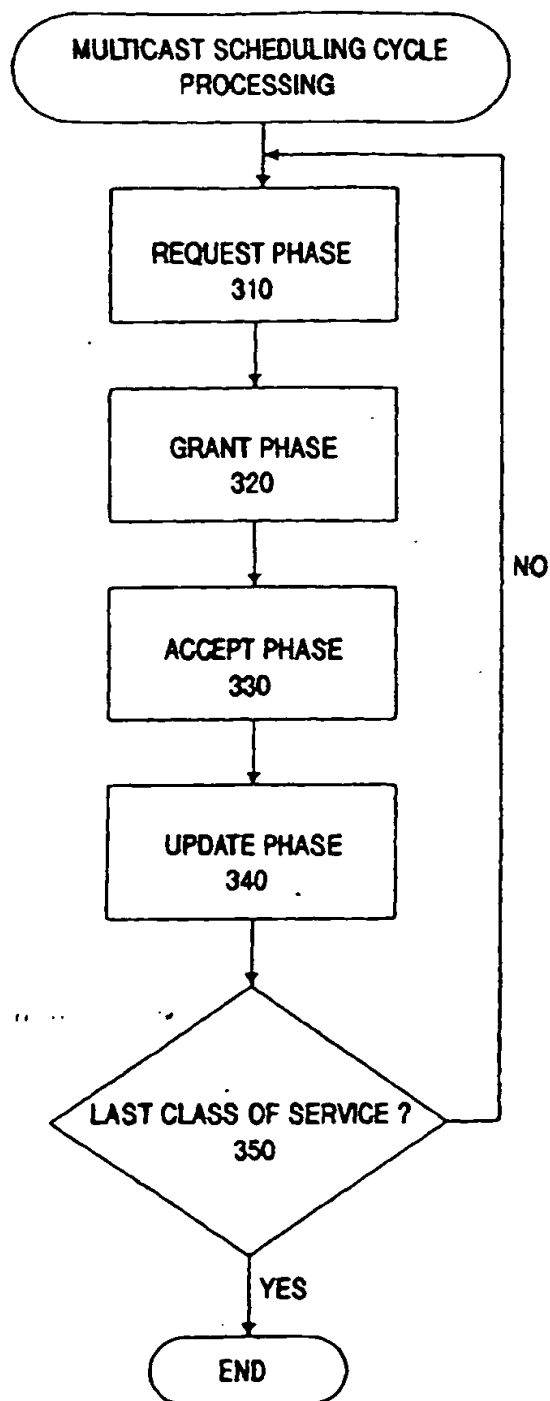 MULTICAST SCHEDULING CYCLE
PROCESSING
REQUEST PHASE
310
GRANT PHASE
320
NO
ACCEPT PHASE
330
UPDATE PHASE
340
LAST CLASS OF SERVICE ?
350
YES
END